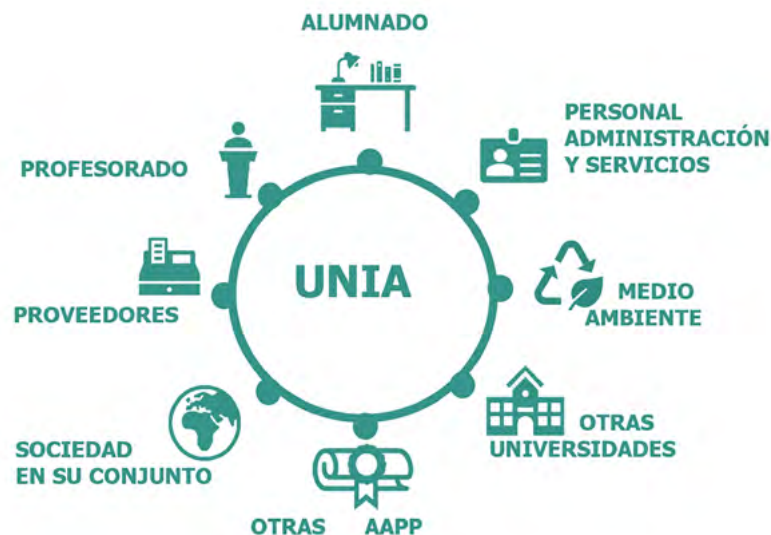 ALUMNADO
PERSONAL
ADMINISTRACIÓN
Y SERVICIOS
PROFESORADO
UNIA
MEDIO
AMBIENTE
PROVEEDORES
OTRAS
UNIVERSIDADES
SOCIEDAD
EN SU CONJUNTO
OTRAS AAPP